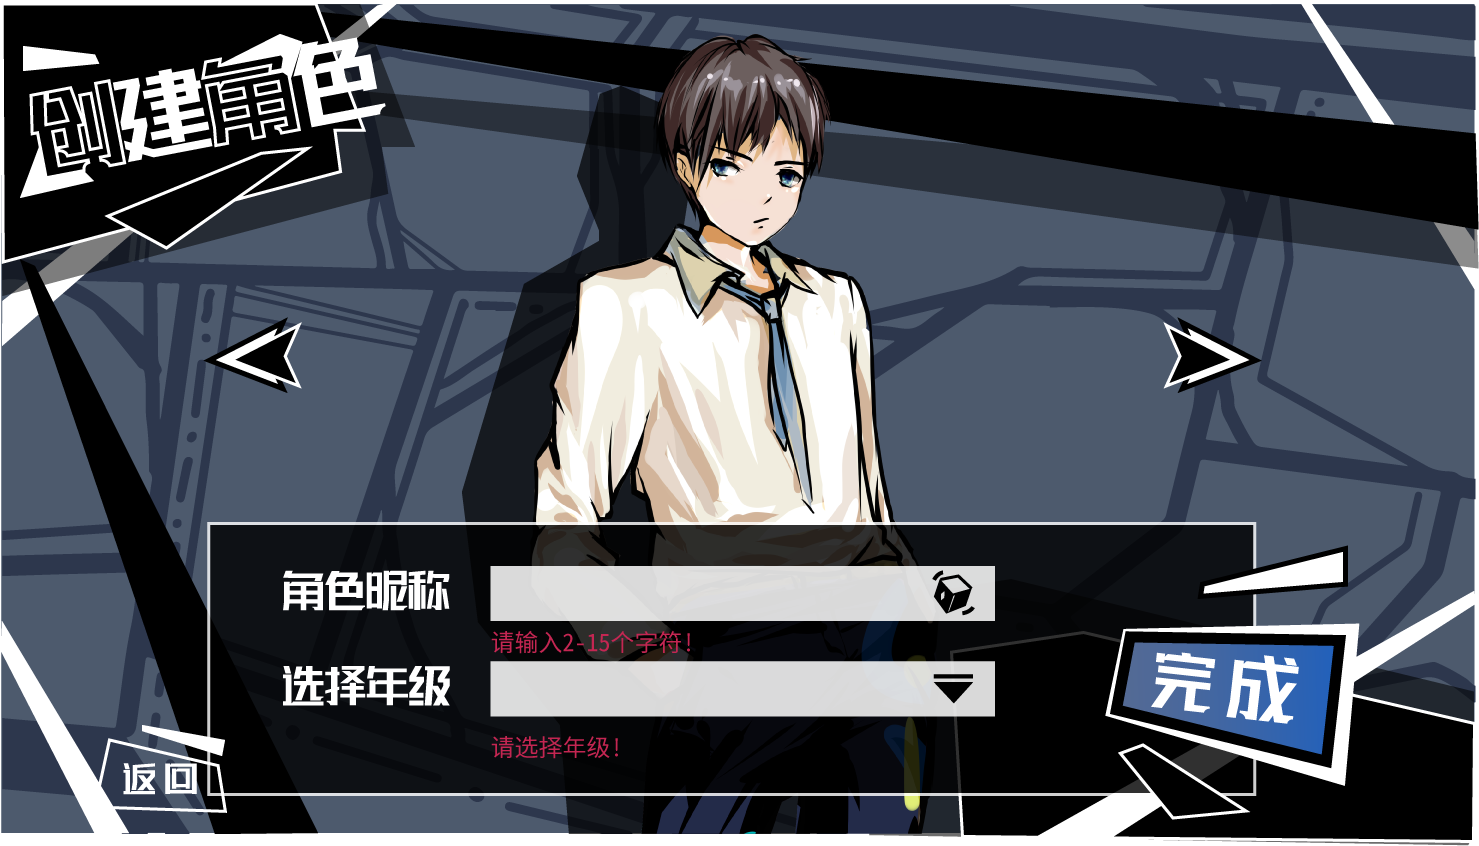 创建角色
角色昵称
请输入2-15个字符！
选择年级
请选择年级！
完成
返回